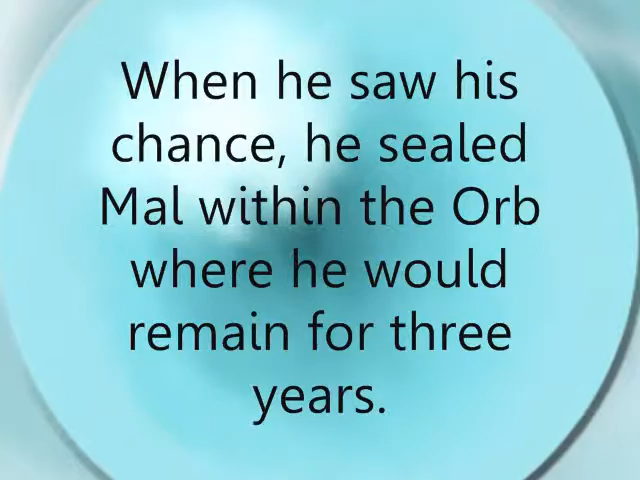 When he saw his
chance, he sealed
Mal within the Orb
where he would
remain for three
years.